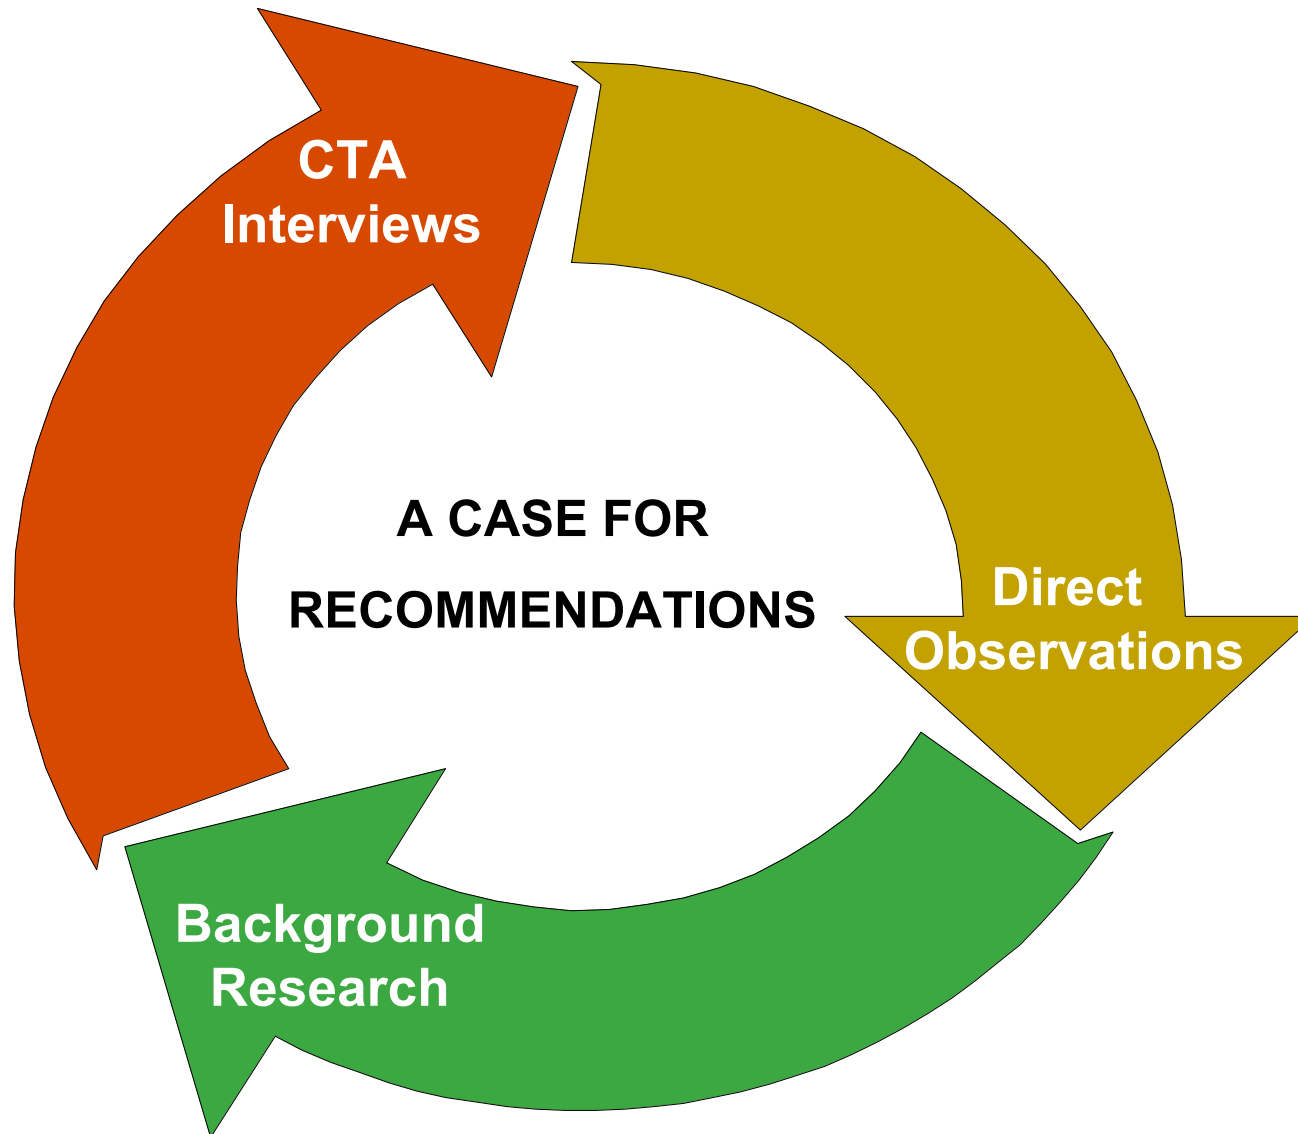 CTA
Interviews
A CASE FOR
RECOMMENDATIONS
Direct
Observations
Background
Research